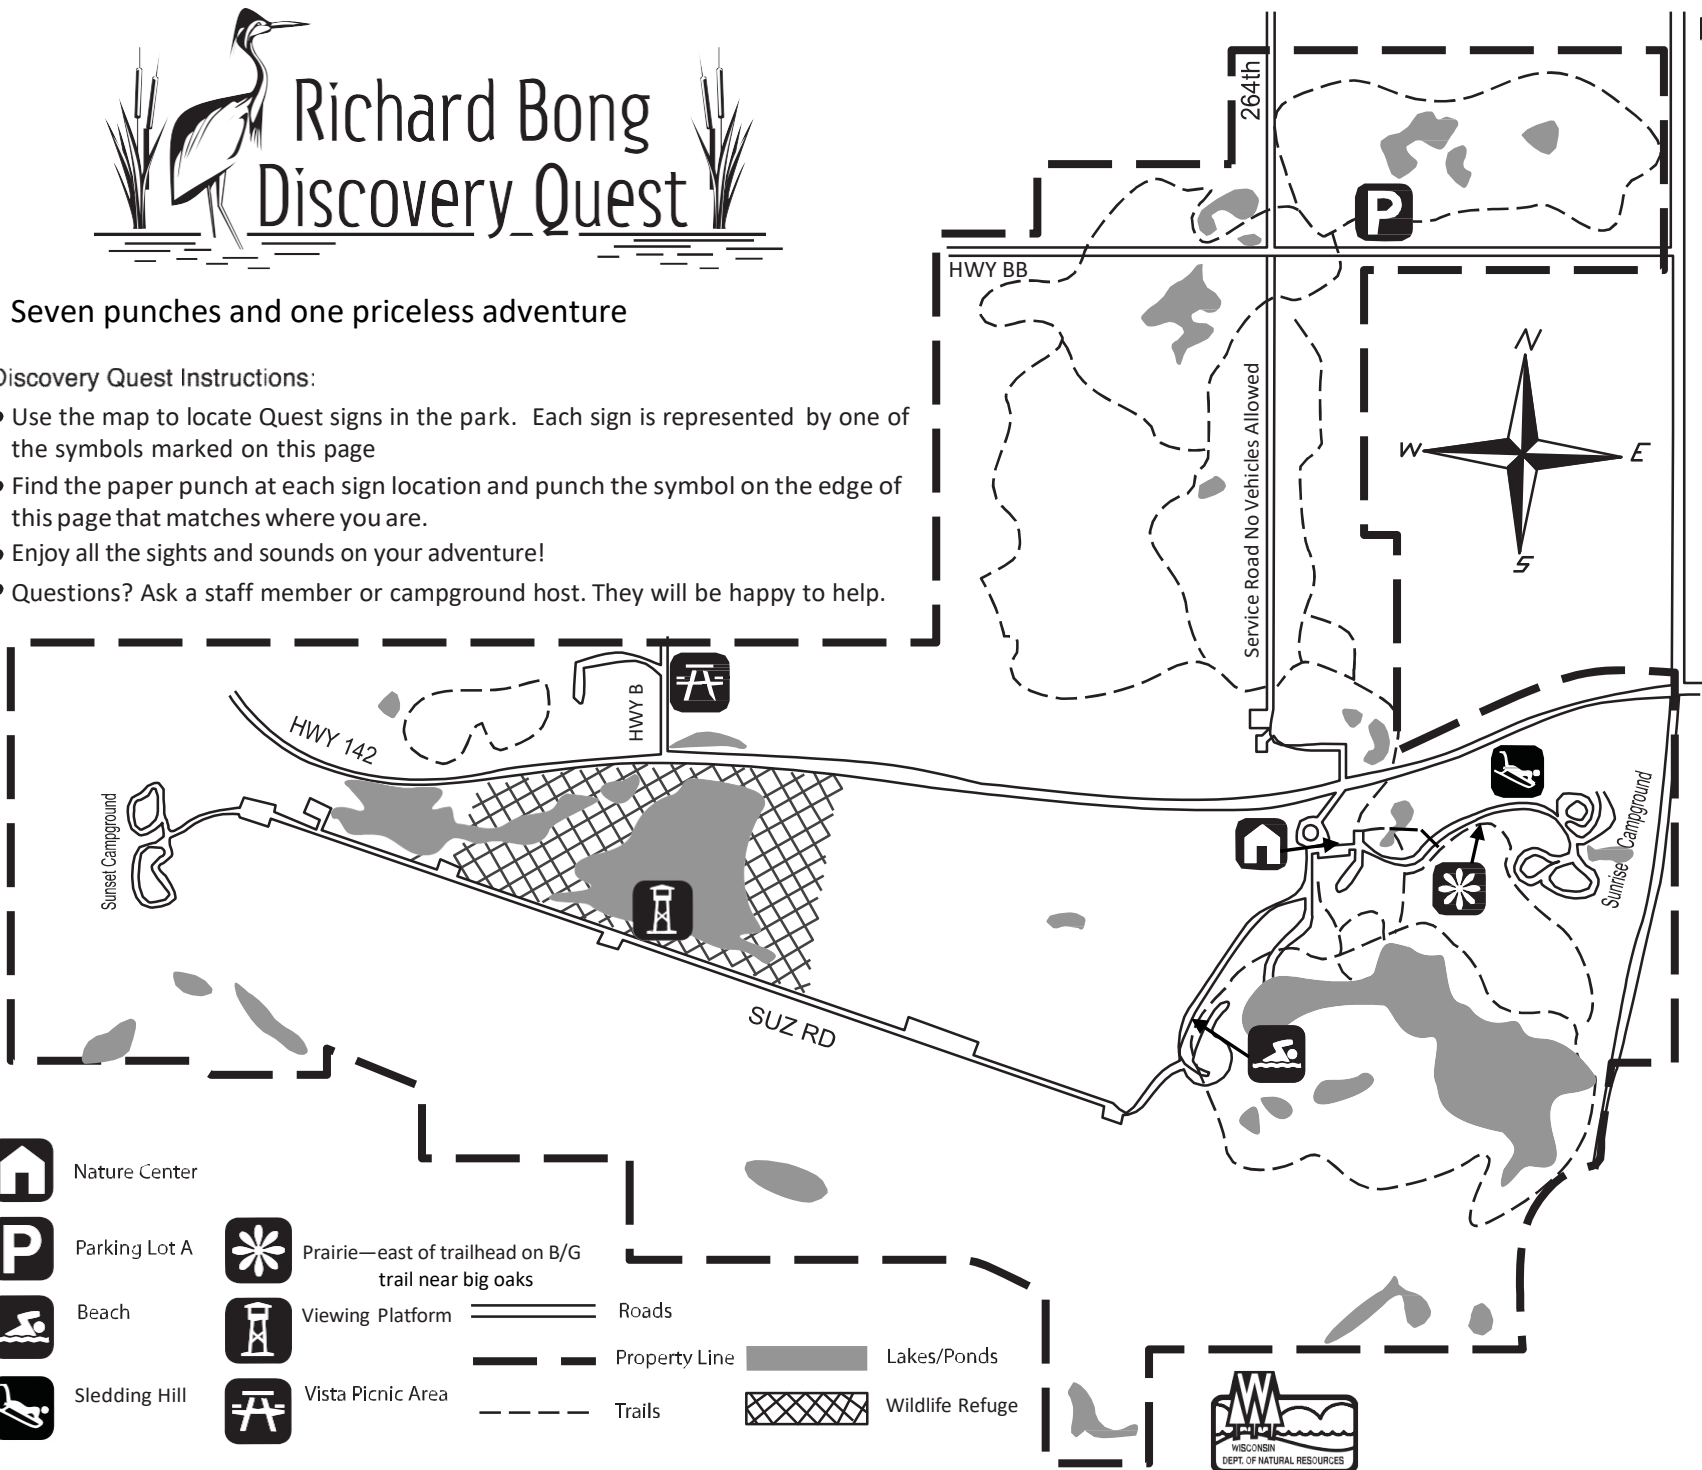 Richard Bong
Discovery Quest
Seven punches and one priceless adventure
Discovery Quest Instructions:
• Use the map to locate Quest signs in the park. Each sign is represented by one of
the symbols marked on this page
• Find the paper punch at each sign location and punch the symbol on the edge of
this page that matches where you are.
• Enjoy all the sights and sounds on your adventure!
• Questions? Ask a staff member or campground host. They will be happy to help.
264th
P
HWY BB
Service Road No Vehicles Allowed
N
W
E
S
HWY B
HWY 142
Sunset Campground
Sunrise Campground
SUZ RD
Nature Center
P
Parking Lot A
Beach
Sledding Hill
Prairie—east of trailhead on B/G
trail near big oaks
Viewing Platform
Vista Picnic Area
Roads
Property Line
Trails
Lakes/Ponds
Wildlife Refuge
W
WISCONSIN
DEPT. OF NATURAL RESOURCES